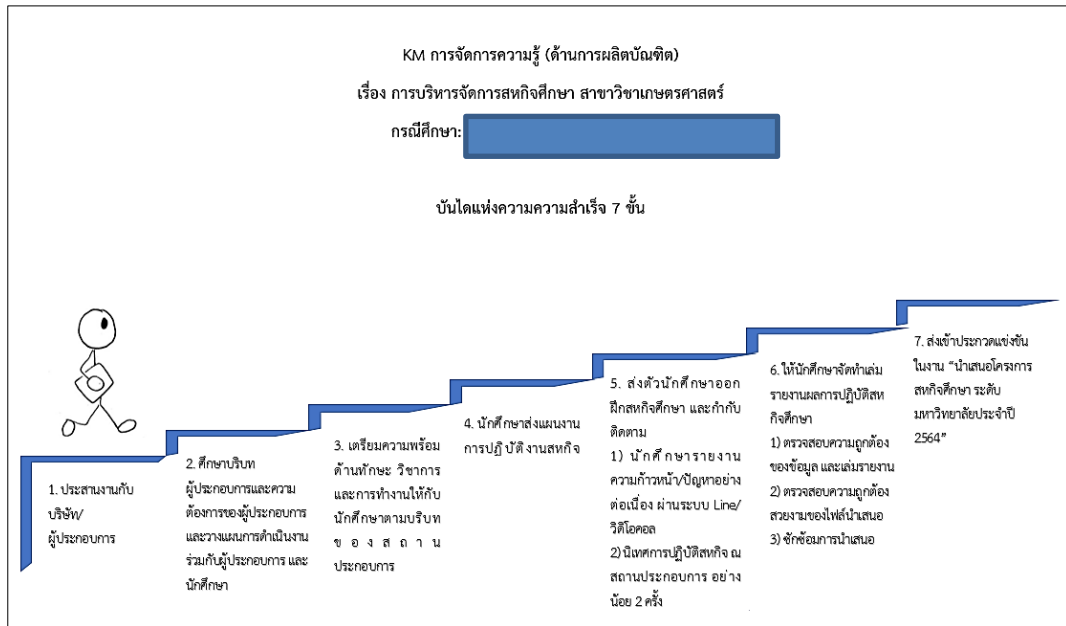 KM การจัดการความรู้ (ด้านการผลิตบัณฑิต)
เรื่อง การบริหารจัดการสหกิจศึกษา สาขาวิชาเกษตรศาสตร์
กรณีศึกษา:
บันไดแห่งความความสำเร็จ 7 ขั้น
1. ประสานงานกับ
บริษัท/
ผู้ประกอบการ
2. ศึกษาบริบท
ผู้ประกอบการและความ
ต้องการของผู้ประกอบการ
และวางแผนการดำเนินงาน
ร่วมกับผู้ประกอบการ และ
นักศึกษา
3. เตรียมความพร้อม
ด้านทักษะ วิชาการ
และการทำงานให้กับ
นักศึกษาตามบริบท
ของสถาน
ประกอบการ
4. นักศึกษาส่งแผนงาน
การปฏิบัติงานสหกิจ
5. ส่งตัวนักศึกษาออก
ฝึกสหกิจศึกษา และกำกับ
ติดตาม
1) นักศึกษารายงาน
ความก้าวหน้า/ปัญหาอย่าง
ต่อเนื่อง ผ่านระบบ Line/
วิดีโอคอล
2) นิเทศการปฏิบัติสหกิจ ณ
สถานประกอบการ อย่าง
น้อย 2 ครั้ง
6. ให้นักศึกษาจัดทำเล่ม
รายงานผลการปฏิบัติสห
กิจศึกษา
1) ตรวจสอบความถูกต้อง
ของข้อมูล และเล่มรายงาน
2) ตรวจสอบความถูกต้อง
สวยงามของไฟล์นำเสนอ
3) ซักซ้อมการนำเสนอ
7. ส่งเข้าประกวดแข่งขัน
ในงาน “นำเสนอโครงการ
สหกิจศึกษา ระดับ
มหาวิทยาลัยประจำปี
2564”